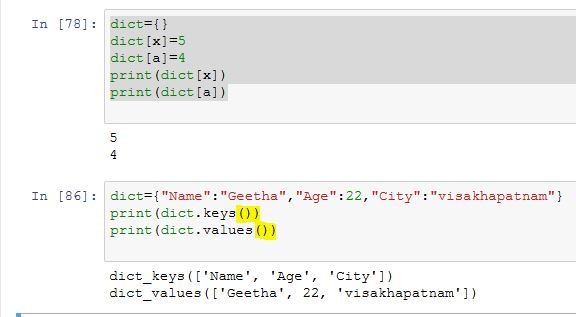 In [78]: dict={}
dict[x]=5
dict[a]=4
print(dict[x])
print(dict[a])
5
4
In [86]: dict={"Name":"Geetha","Age":22,"City":"visakhapatnam"}
print(dict.keys())
print(dict.values())
dict_keys(['Name', 'Age', 'City'])
dict_values(['Geetha', 22, 'visakhapatnam'])